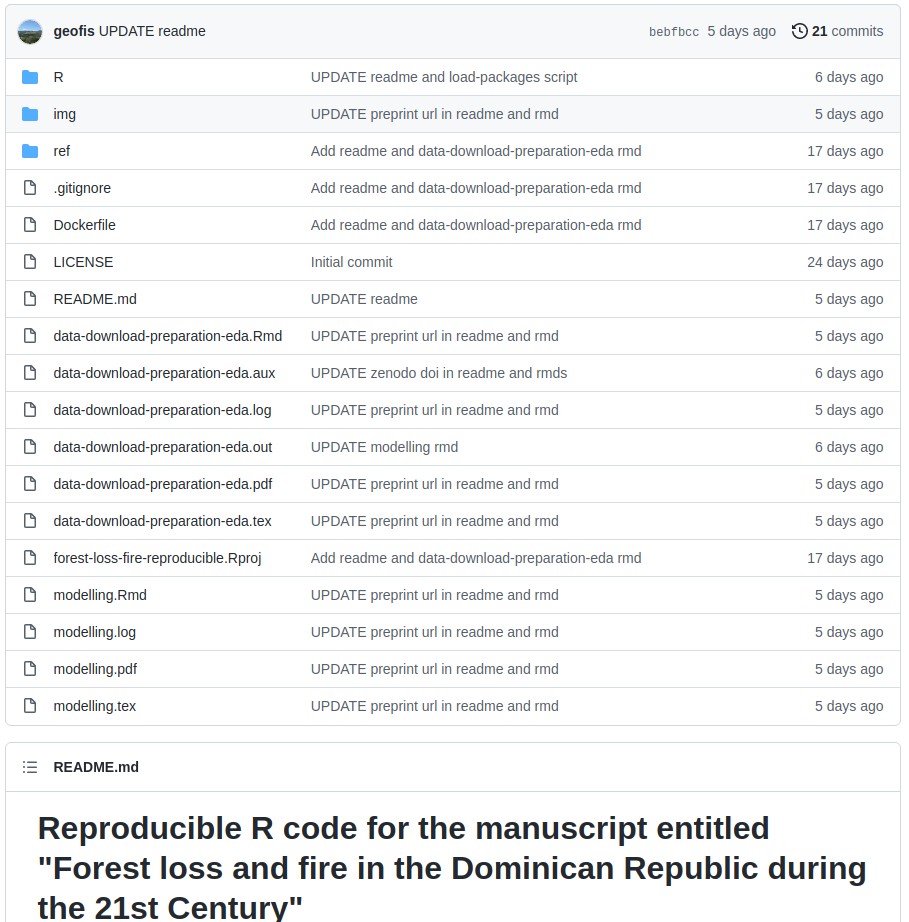 geofis UPDATE readme bebfbcc 5 days ago 21 commits
R UPDATE readme and load-packages script 6 days ago
img UPDATE preprint url in readme and rmd 5 days ago
ref Add readme and data-download-preparation-eda rmd 17 days ago
.gitignore Add readme and data-download-preparation-eda rmd 17 days ago
Dockerfile Add readme and data-download-preparation-eda rmd 17 days ago
LICENSE Initial commit 24 days ago
README.md UPDATE readme 5 days ago
data-download-preparation-eda.Rmd UPDATE preprint url in readme and rmd 5 days ago
data-download-preparation-eda.aux UPDATE zenodo doi in readme and rmds 6 days ago
data-download-preparation-eda.log UPDATE preprint url in readme and rmd 5 days ago
data-download-preparation-eda.out UPDATE modelling rmd 6 days ago
data-download-preparation-eda.pdf UPDATE preprint url in readme and rmd 5 days ago
data-download-preparation-eda.tex UPDATE preprint url in readme and rmd 5 days ago
forest-loss-fire-reproducible.Rproj Add readme and data-download-preparation-eda rmd 17 days ago
modelling.Rmd UPDATE preprint url in readme and rmd 5 days ago
modelling.log UPDATE preprint url in readme and rmd 5 days ago
modelling.pdf UPDATE preprint url in readme and rmd 5 days ago
modelling.tex UPDATE preprint url in readme and rmd 5 days ago
README.md
Reproducible R code for the manuscript entitled
"Forest loss and fire in the Dominican Republic during
the 21st Century"